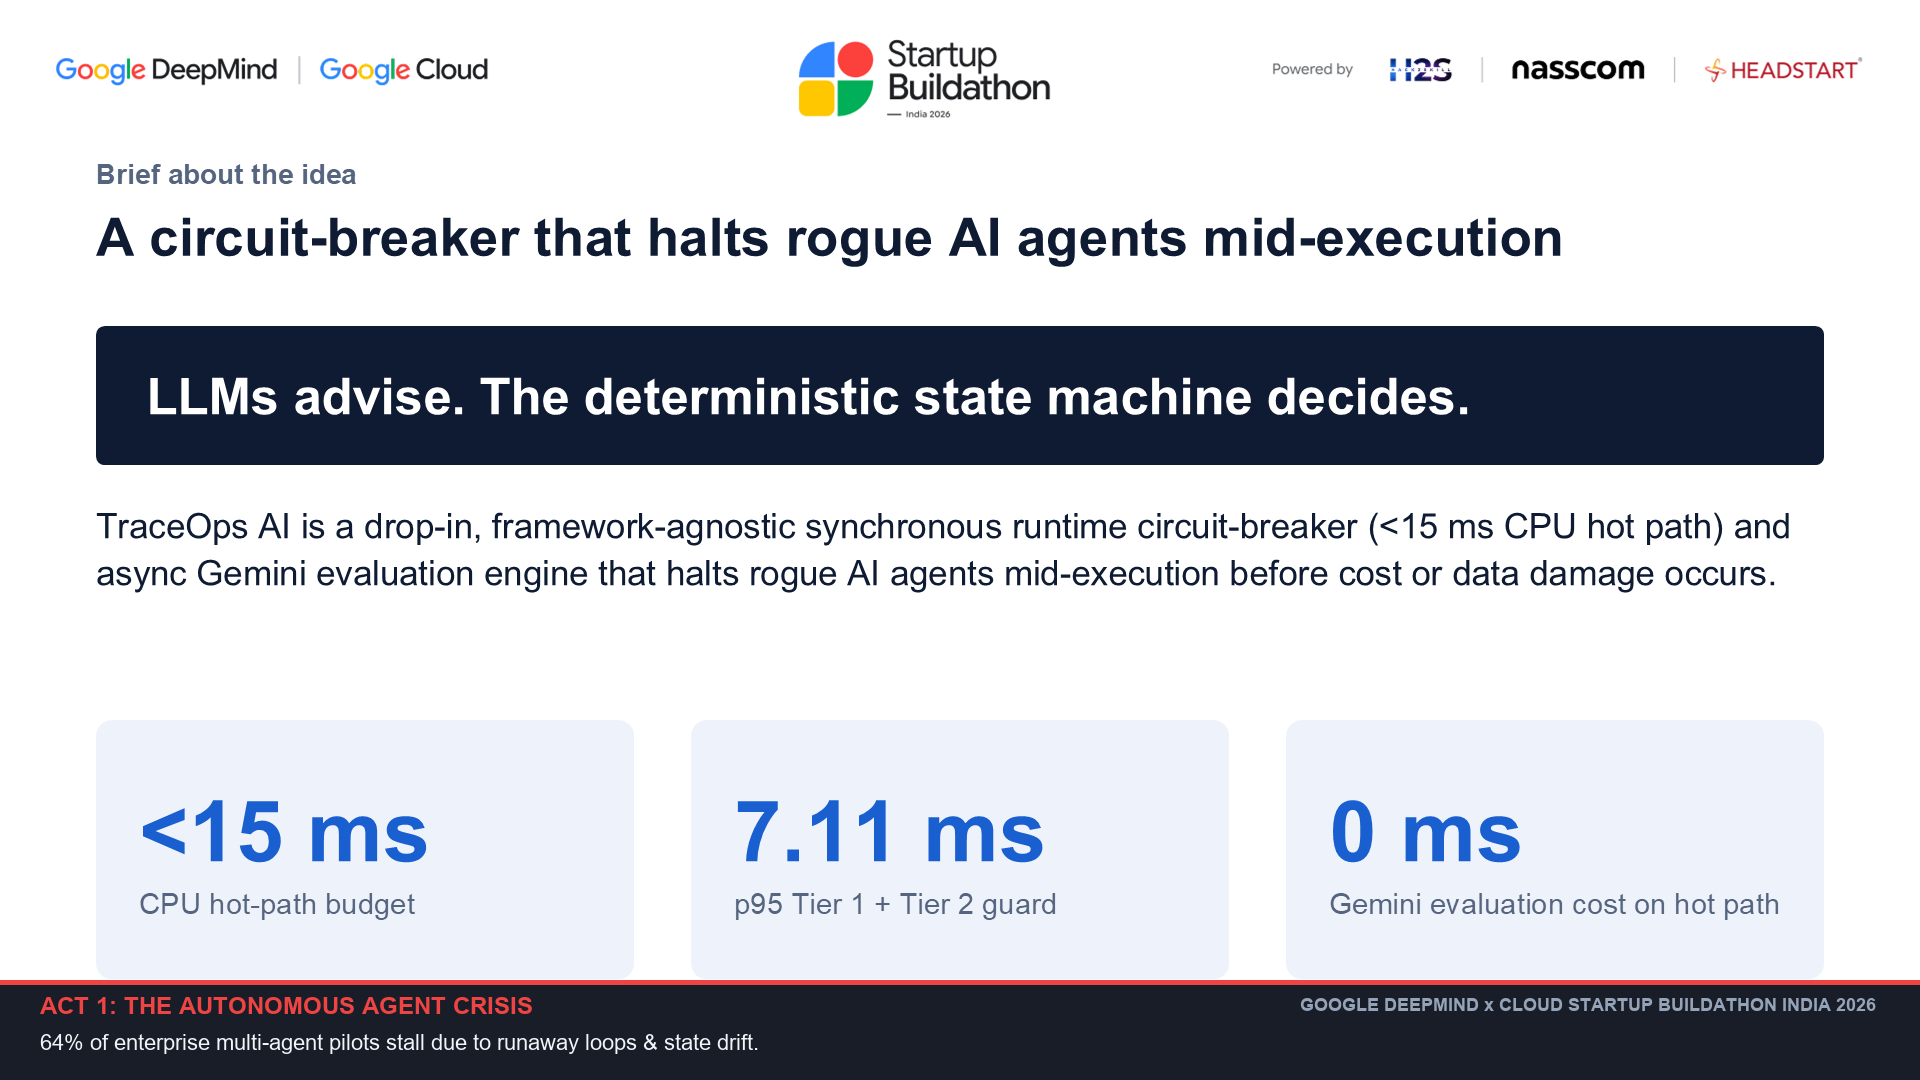 Google DeepMind | Google Cloud
Startup
Buildathon
— India 2026
Powered by H2S | nasscom | HEADSTART®
Brief about the idea
A circuit-breaker that halts rogue AI agents mid-execution
LLMs advise. The deterministic state machine decides.
TraceOps AI is a drop-in, framework-agnostic synchronous runtime circuit-breaker (<15 ms CPU hot path) and
async Gemini evaluation engine that halts rogue AI agents mid-execution before cost or data damage occurs.
<15 ms
CPU hot-path budget
7.11 ms
p95 Tier 1 + Tier 2 guard
0 ms
Gemini evaluation cost on hot path
ACT 1: THE AUTONOMOUS AGENT CRISIS
64% of enterprise multi-agent pilots stall due to runaway loops & state drift.
GOOGLE DEEPMIND x CLOUD STARTUP BUILDATHON INDIA 2026